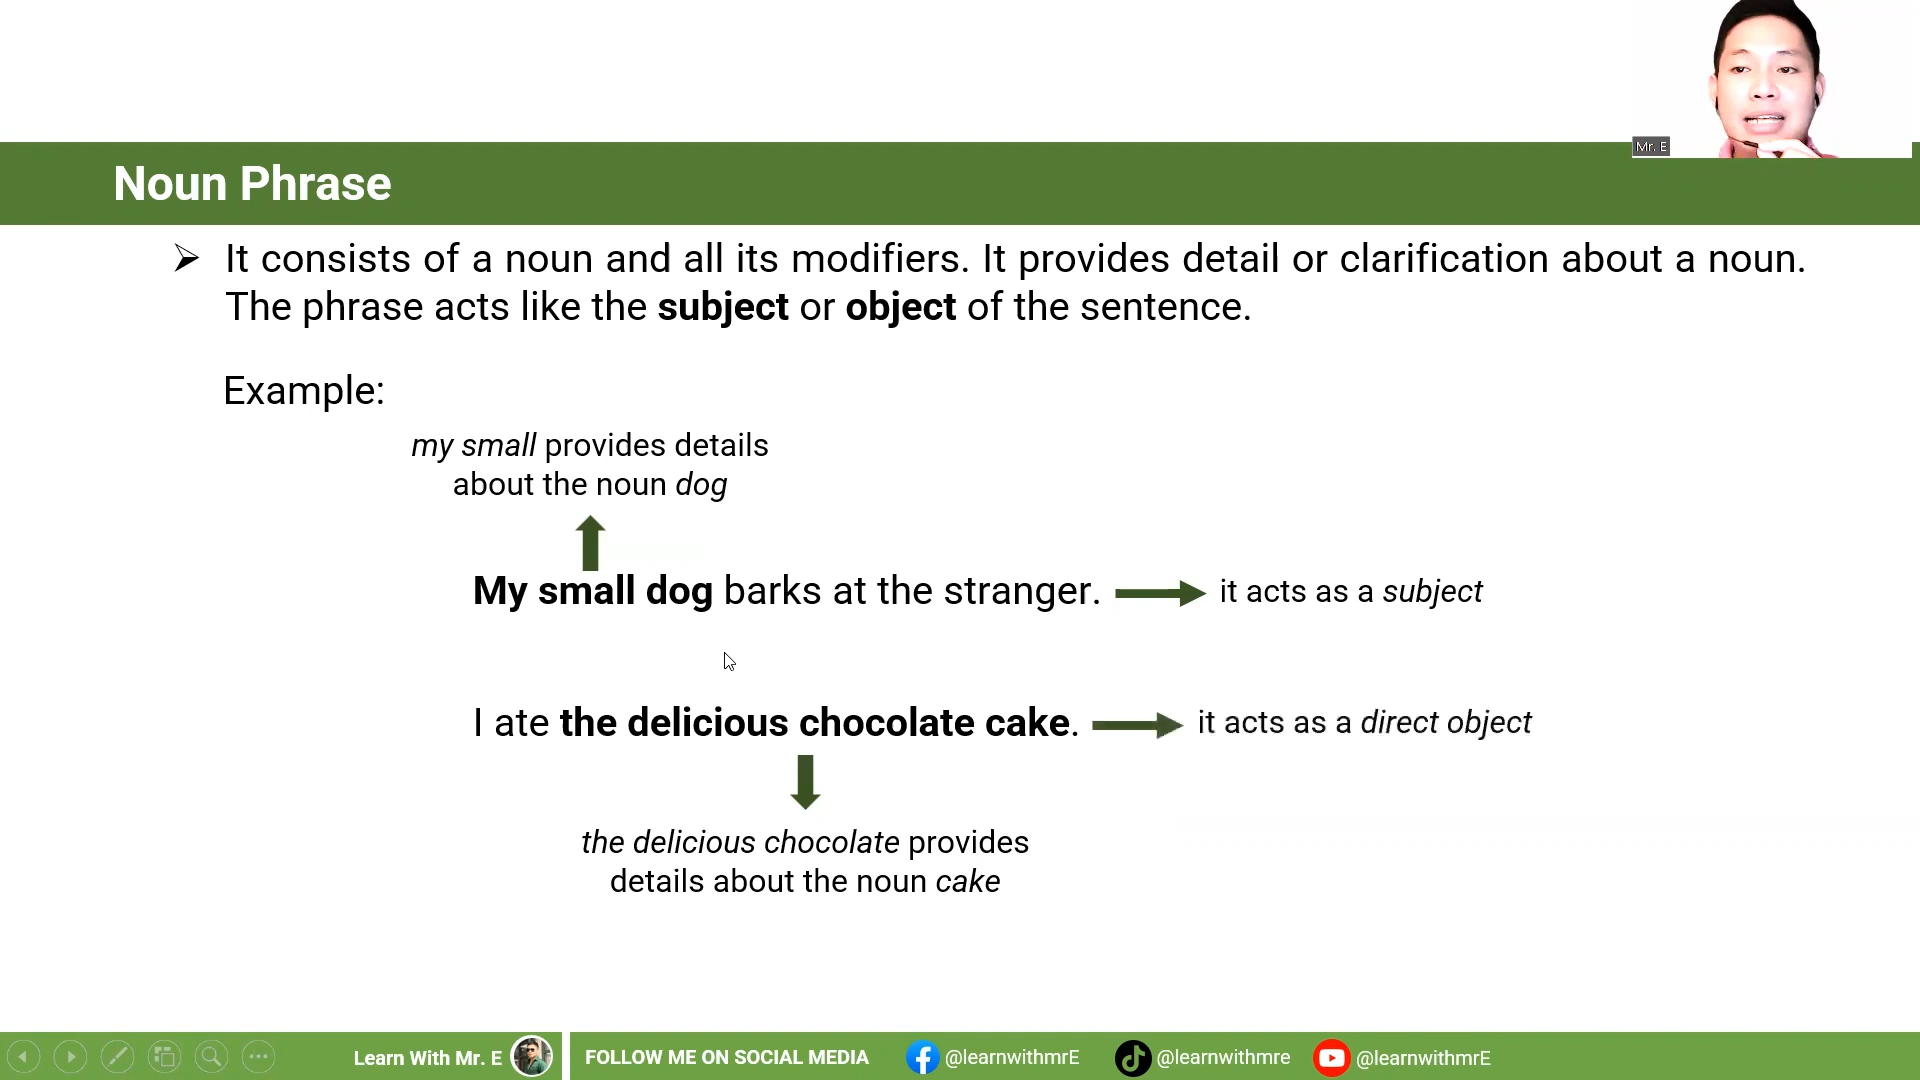 Mr. E
Noun Phrase
It consists of a noun and all its modifiers. It provides detail or clarification about a noun.
The phrase acts like the subject or object of the sentence.
Example:
my small provides details
about the noun dog
My small dog barks at the stranger.
it acts as a subject
I ate the delicious chocolate cake.
it acts as a direct object
the delicious chocolate provides
details about the noun cake
Learn With Mr. E
FOLLOW ME ON SOCIAL MEDIA
@learnwithmrE
@learnwithmre
@learnwithmrE